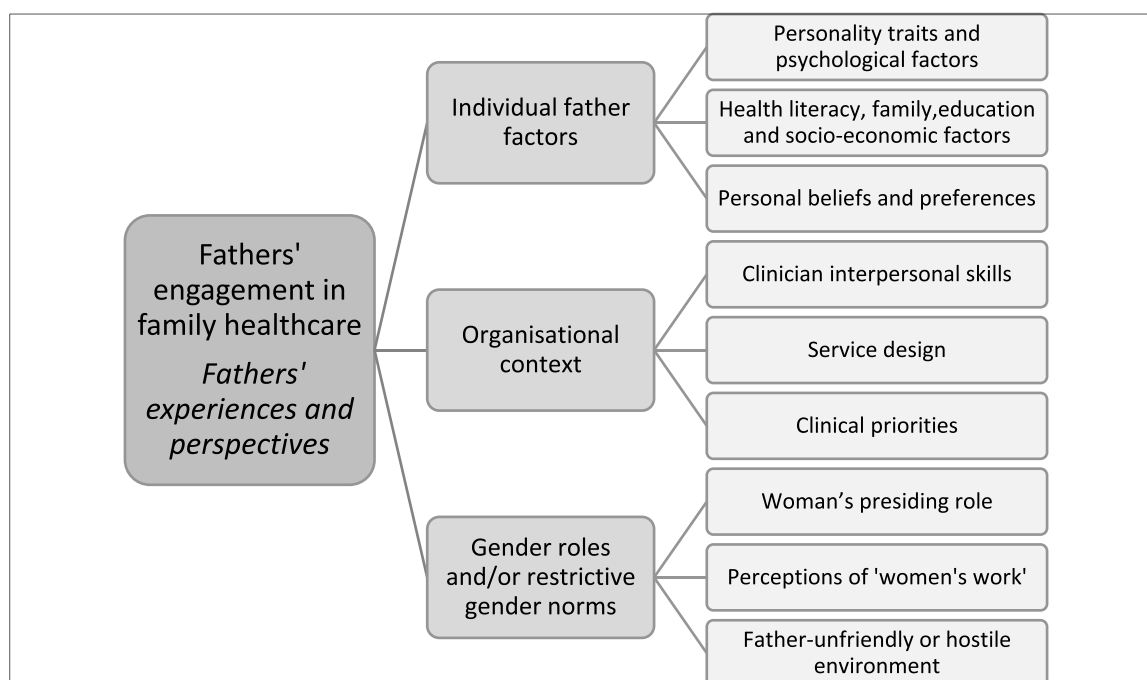 Fathers'
engagement in
family healthcare
Fathers'
experiences and
perspectives
Individual father
factors
Personality traits and
psychological factors
Health literacy, family,education
and socio-economic factors
Personal beliefs and preferences
Organisational
context
Clinician interpersonal skills
Service design
Clinical priorities
Gender roles
and/or restrictive
gender norms
Woman’s presiding role
Perceptions of 'women's work'
Father-unfriendly or hostile
environment